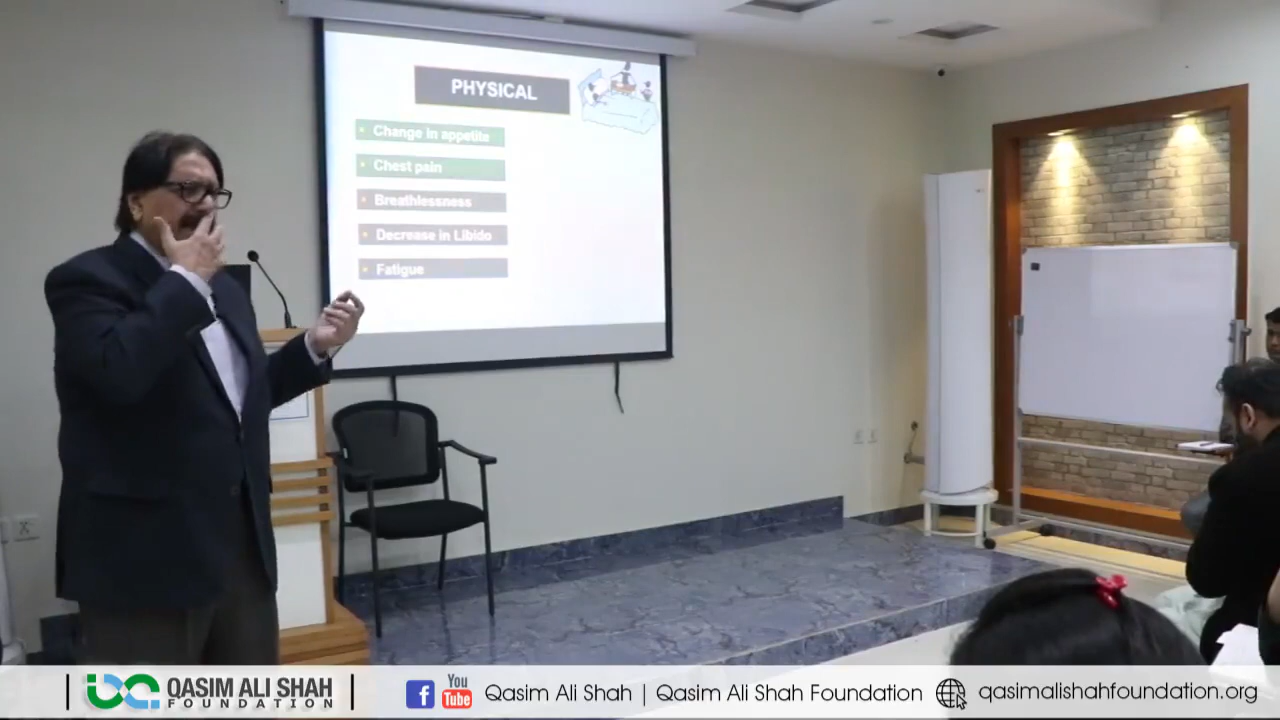 PHYSICAL
• Change in appetite
• Chest pain
• Breathlessness
• Decrease in Libido
• Fatigue
QASIM ALI SHAH
FOUNDATION
f You Tube Qasim Ali Shah | Qasim Ali Shah Foundation qasimalishahfoundation.org